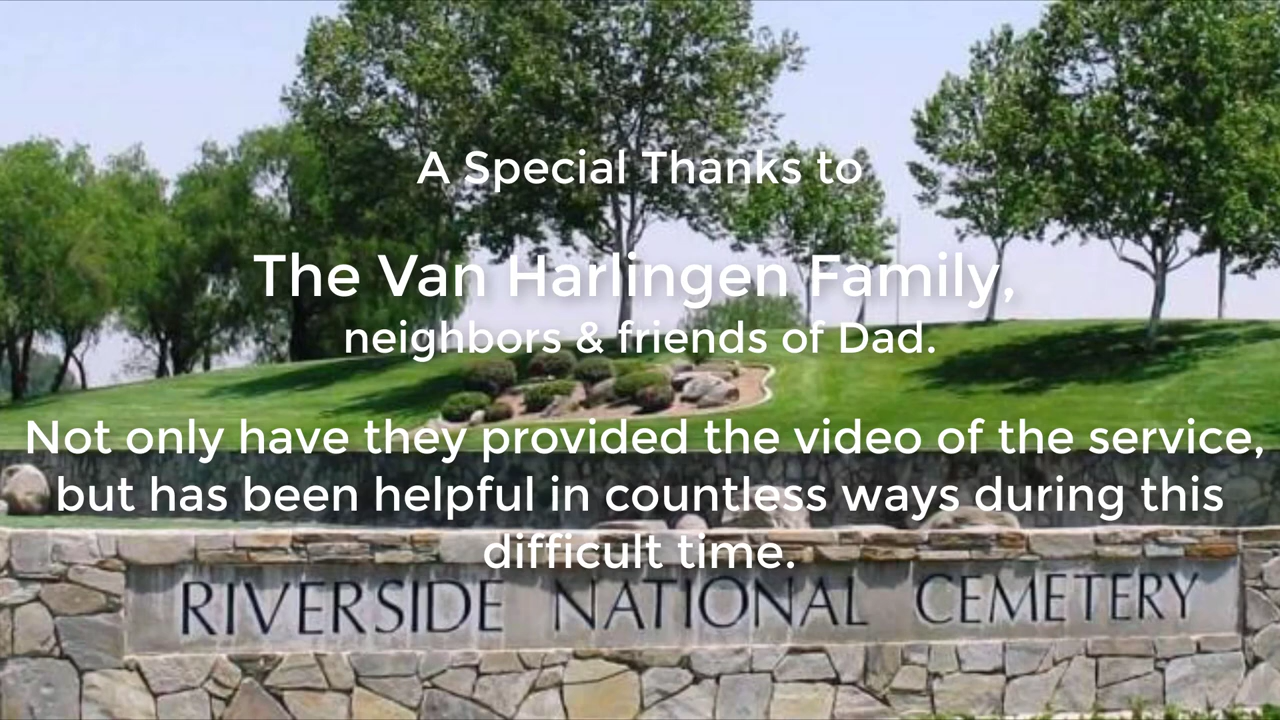 A Special Thanks to
The Van Harlingen Family,
neighbors & friends of Dad.
Not only have they provided the video of the service,
but has been helpful in countless ways during this
difficult time.
RIVERSIDE NATIONAL CEMETERY